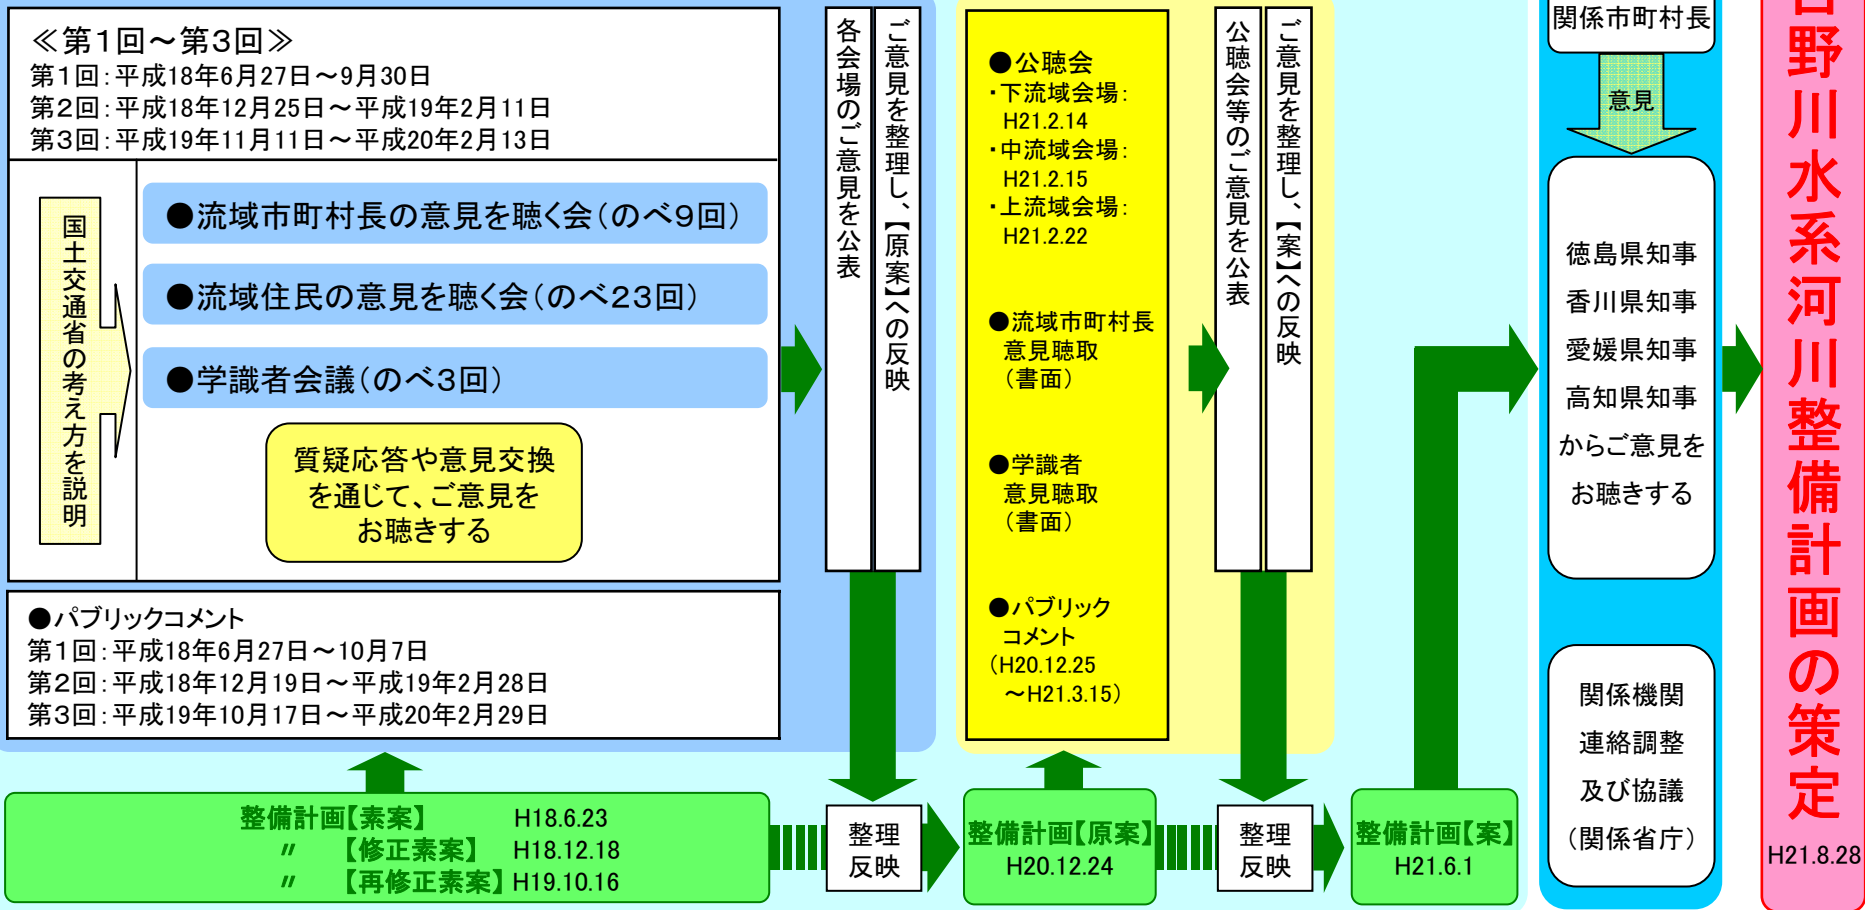 ≪第1回～第3回≫
第1回：平成18年6月27日～9月30日
第2回：平成18年12月25日～平成19年2月11日
第3回：平成19年11月11日～平成20年2月13日
国土交通省の考え方を説明
●流域市町村長の意見を聴く会（のべ9回）
●流域住民の意見を聴く会（のべ23回）
●学識者会議（のべ3回）
質疑応答や意見交換
を通じて、ご意見を
お聴きする
●パブリックコメント
第1回：平成18年6月27日～10月7日
第2回：平成18年12月19日～平成19年2月28日
第3回：平成19年10月17日～平成20年2月29日
各会場のご意見を公表
ご意見を整理し、【原案】への反映
●公聴会
・下流域会場：
H21.2.14
・中流域会場：
H21.2.15
・上流域会場：
H21.2.22
●流域市町村長
意見聴取
（書面）
●学識者
意見聴取
（書面）
●パブリック
コメント
（H20.12.25
～H21.3.15）
公聴会等のご意見を公表
ご意見を整理し、【案】への反映
関係市町村長
意見
徳島県知事
香川県知事
愛媛県知事
高知県知事
からご意見を
お聴きする
関係機関
連絡調整
及び協議
（関係省庁）
野川水系河川整備計画の策定
H21.8.28
整備計画【素案】 H18.6.23
〃 【修正素案】 H18.12.18
〃 【再修正素案】 H19.10.16
整理
反映
整備計画【原案】
H20.12.24
整理
反映
整備計画【案】
H21.6.1